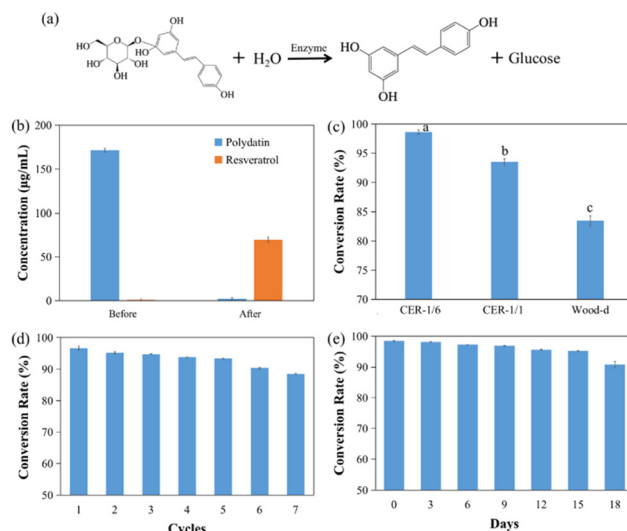 (a)
OH
HO
O
O
OH
HO
OH
OH
OH
+ H₂O
Enzyme
HO
OH
OH
+ Glucose
(b)
200
150
100
50
0
Concentration (µg/mL)
Polydatin
Resveratrol
Before
After
(c)
100
95
90
85
80
75
70
Conversion Rate (%)
a
b
c
CER-1/6
CER-1/1
Wood-d
(d)
100
90
80
70
60
50
Conversion Rate (%)
1 2 3 4 5 6 7
Cycles
(e)
100
90
80
70
60
50
Conversion Rate (%)
0 3 6 9 12 15 18
Days